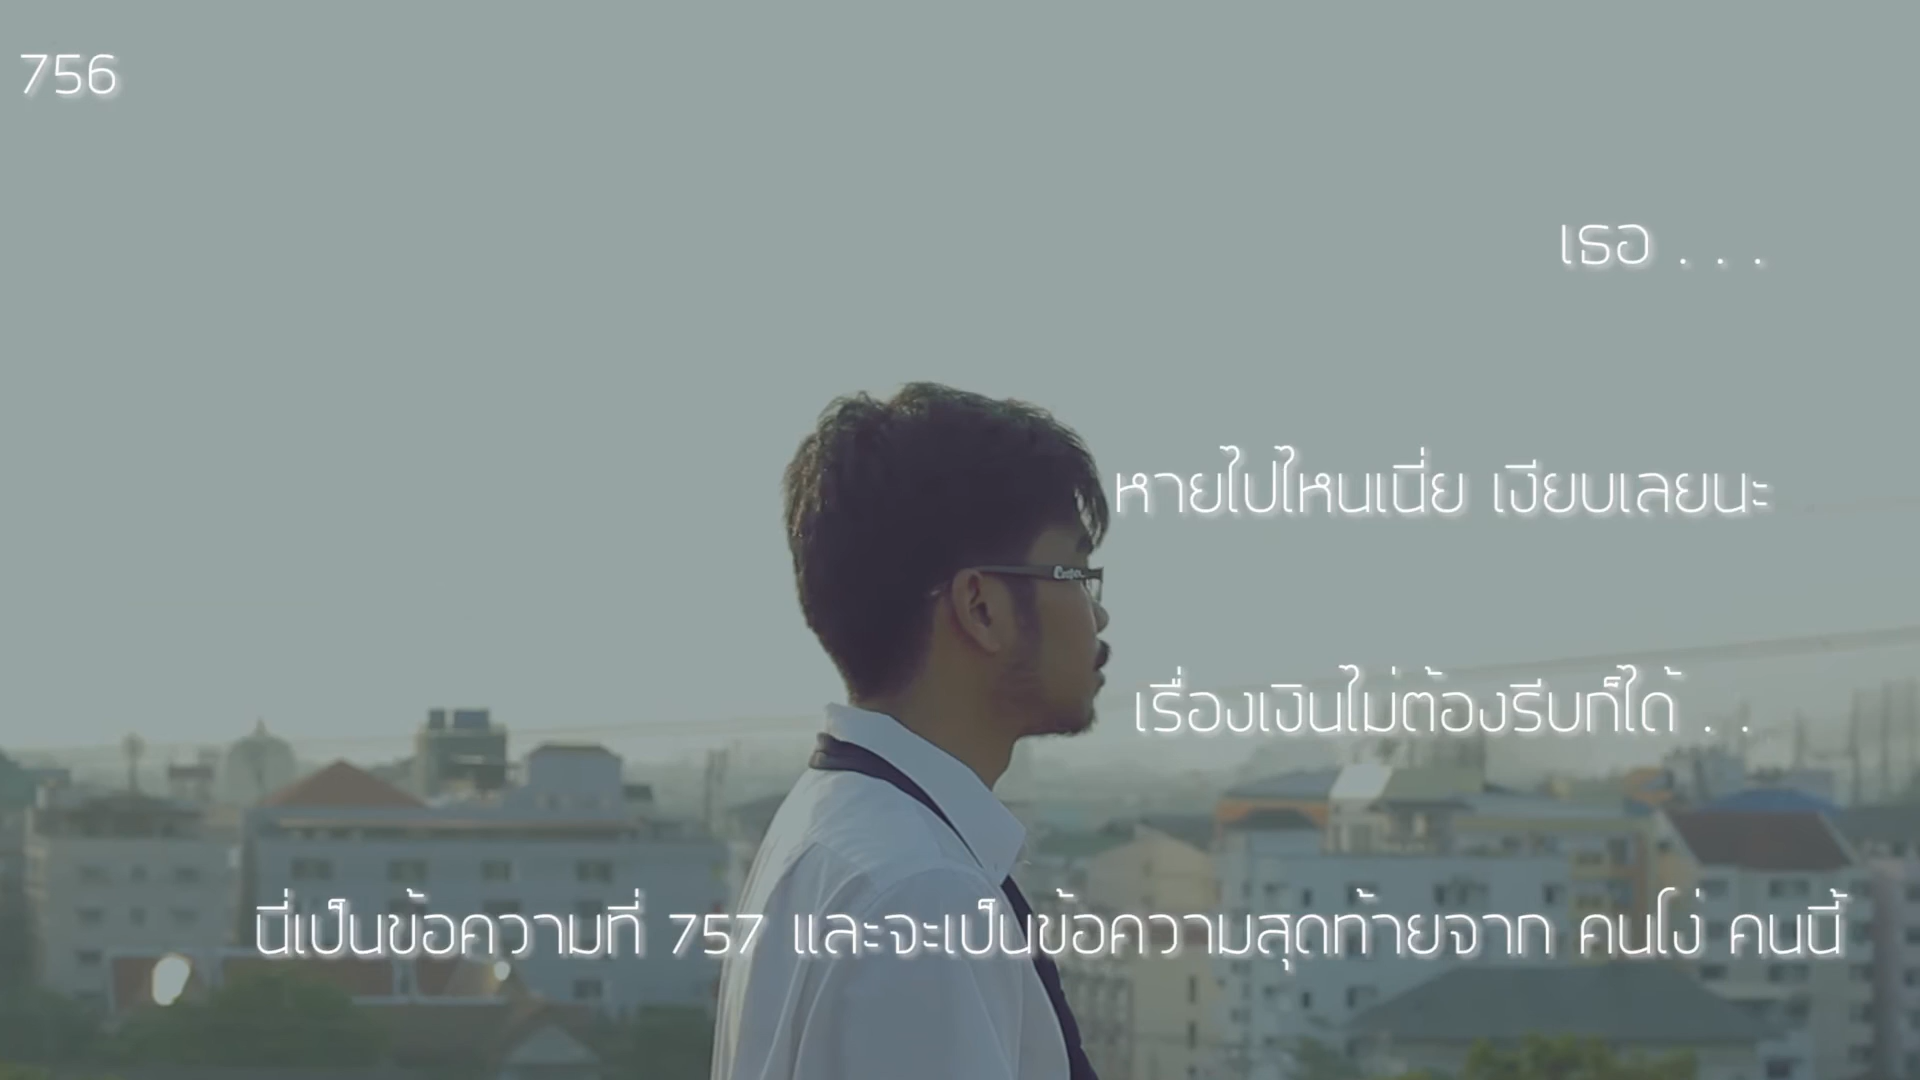 756
เธอ . . .
หายไปไหนเนี่ย เงียบเลยนะ
เรื่องเงินไม่ต้องรีบก็ได้ . .
นี่เป็นข้อความที่ 757 และจะเป็นข้อความสุดท้ายจาก คนโง่ คนนี้